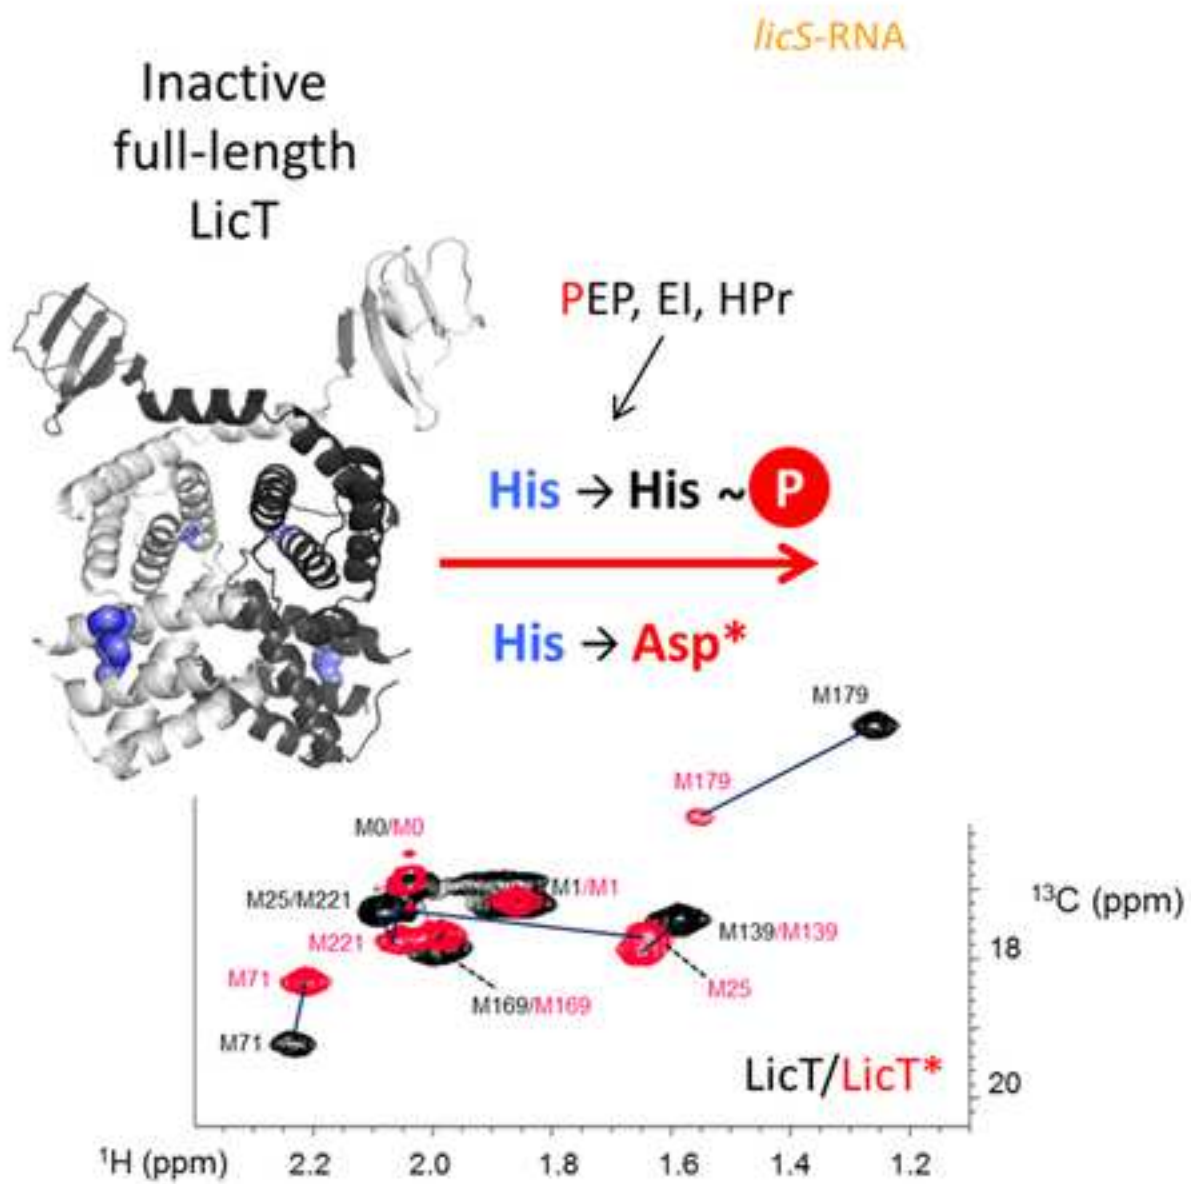 licS-RNA
Inactive
full-length
LicT
PEP, EI, HPr
His → His ~ P
His → Asp*
M179
M179
M0/M0
M25/M221
M1/M1
M221
M139/M139
M71
M25
M169/M169
M71
¹³C (ppm)
18
20
LicT/LicT*
¹H (ppm) 2.2 2.0 1.8 1.6 1.4 1.2